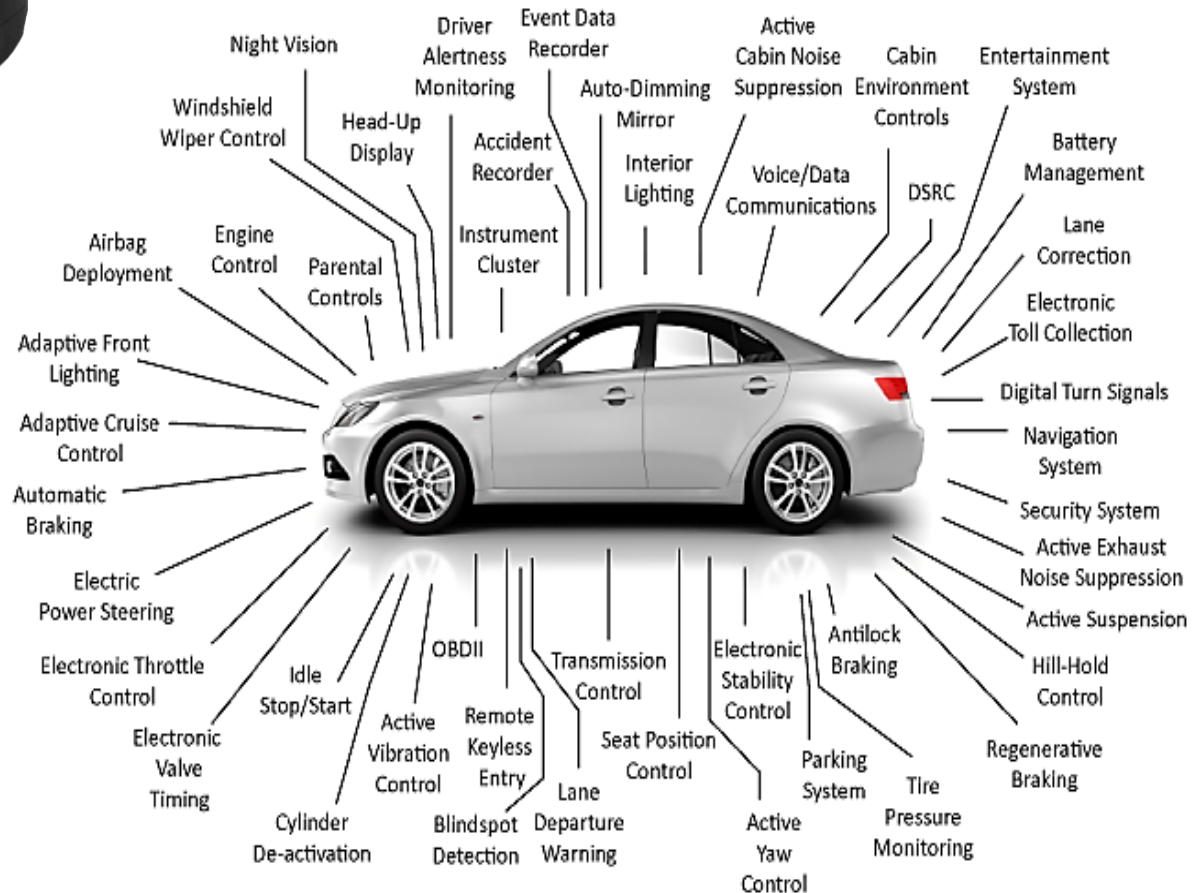 Night Vision
Driver
Alertness
Monitoring
Event Data
Recorder
Active
Cabin Noise
Suppression
Cabin
Environment
Controls
Entertainment
System
Windshield
Wiper Control
Head-Up
Display
Accident
Recorder
Auto-Dimming
Mirror
Interior
Lighting
Voice/Data
Communications
DSRC
Battery
Management
Lane
Correction
Airbag
Deployment
Engine
Control
Parental
Controls
Instrument
Cluster
Electronic
Toll Collection
Adaptive Front
Lighting
Digital Turn Signals
Adaptive Cruise
Control
Navigation
System
Automatic
Braking
Security System
Electric
Power Steering
Active Exhaust
Noise Suppression
Active Suspension
Electronic Throttle
Control
Idle
Stop/Start
OBDII
Transmission
Control
Electronic
Stability
Control
Antilock
Braking
Hill-Hold
Control
Electronic
Valve
Timing
Active
Vibration
Control
Remote
Keyless
Entry
Seat Position
Control
Parking
System
Regenerative
Braking
Cylinder
De-activation
Blindspot
Detection
Lane
Departure
Warning
Active
Yaw
Control
Tire
Pressure
Monitoring